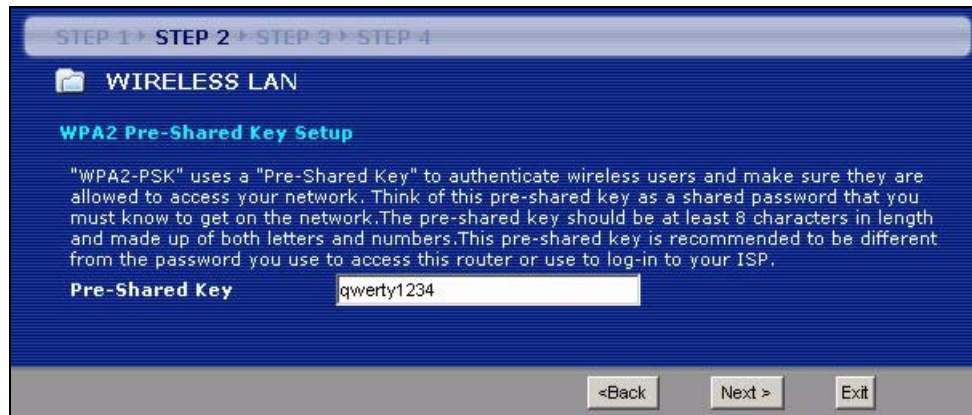 STEP 1 ▸ STEP 2 ▸ STEP 3 ▸ STEP 4
WIRELESS LAN
WPA2 Pre-Shared Key Setup
"WPA2-PSK" uses a "Pre-Shared Key" to authenticate wireless users and make sure they are
allowed to access your network. Think of this pre-shared key as a shared password that you
must know to get on the network.The pre-shared key should be at least 8 characters in length
and made up of both letters and numbers.This pre-shared key is recommended to be different
from the password you use to access this router or use to log-in to your ISP.
Pre-Shared Key qwerty1234
<Back Next > Exit